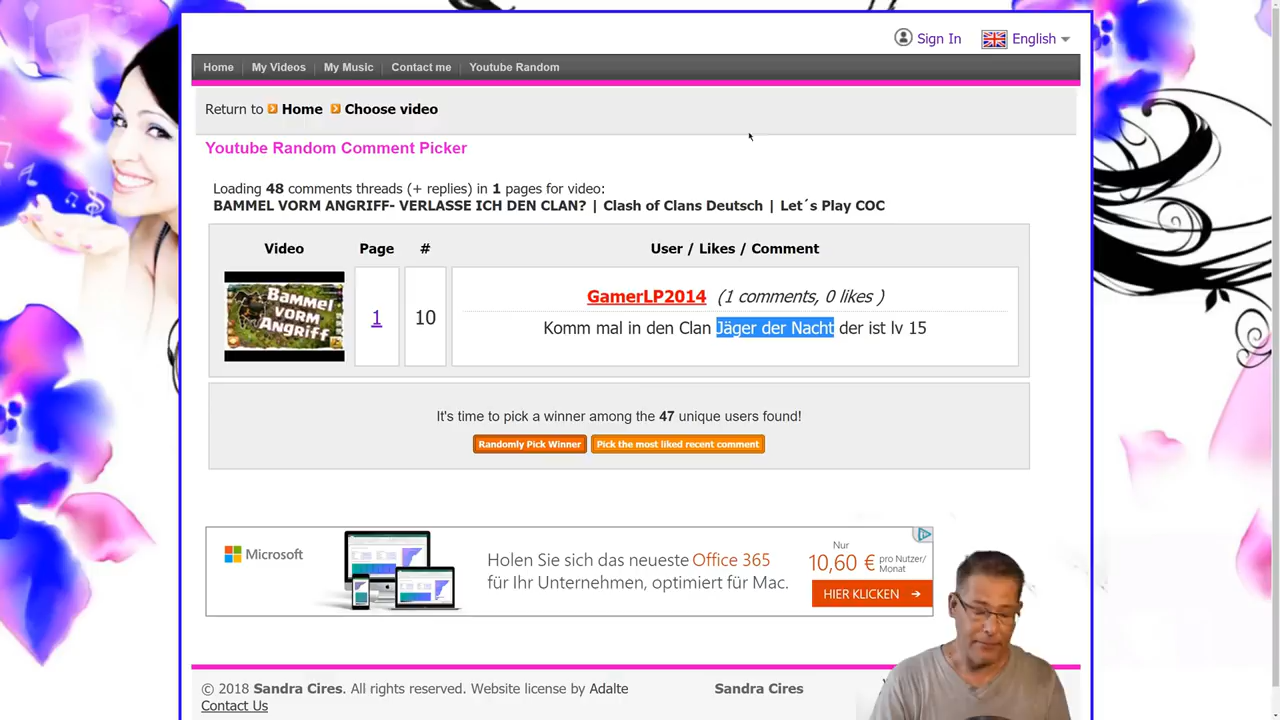 Sign In
English
Home
My Videos
My Music
Contact me
Youtube Random
Return to Home Choose video
Youtube Random Comment Picker
Loading 48 comments threads (+ replies) in 1 pages for video:
BAMMEL VORM ANGRIFF- VERLASSE ICH DEN CLAN? | Clash of Clans Deutsch | Let´s Play COC
Video
Page
#
User / Likes / Comment
Bammel
vorm
Angriff
1
10
GamerLP2014 (1 comments, 0 likes )
Komm mal in den Clan Jäger der Nacht der ist lv 15
It's time to pick a winner among the 47 unique users found!
Randomly Pick Winner
Pick the most liked recent comment
Microsoft
Holen Sie sich das neueste Office 365
für Ihr Unternehmen, optimiert für Mac.
Nur
10,60 € pro Nutzer/
Monat
HIER KLICKEN
© 2018 Sandra Cires. All rights reserved. Website license by Adalte
Contact Us
Sandra Cires